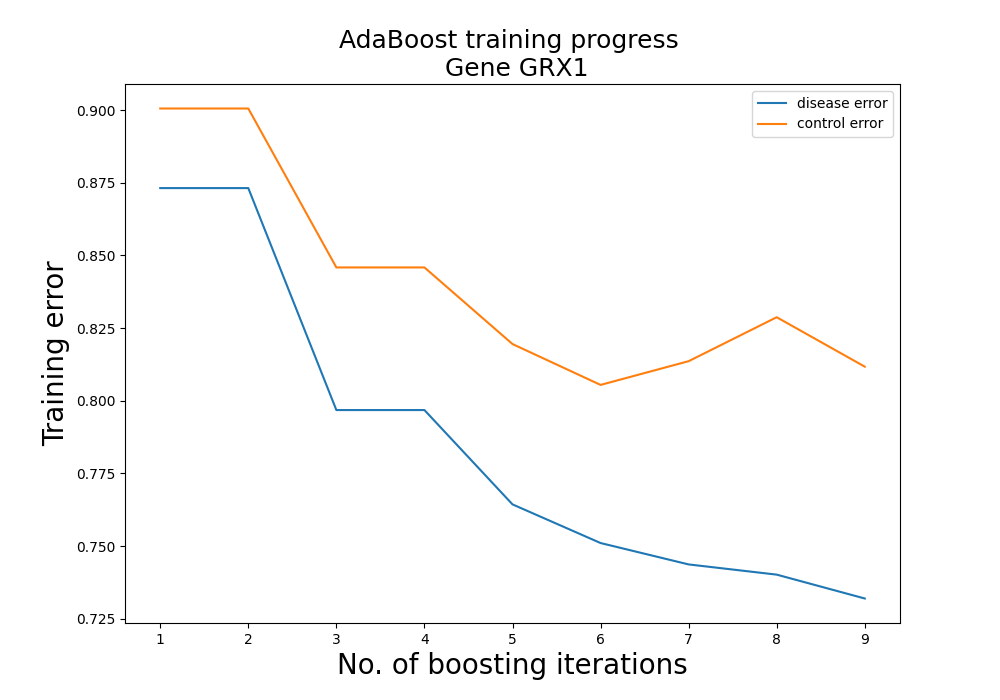 AdaBoost training progress
Gene GRX1
disease error
control error
0.900
0.875
0.850
0.825
0.800
0.775
0.750
0.725
Training error
1 2 3 4 5 6 7 8 9
No. of boosting iterations